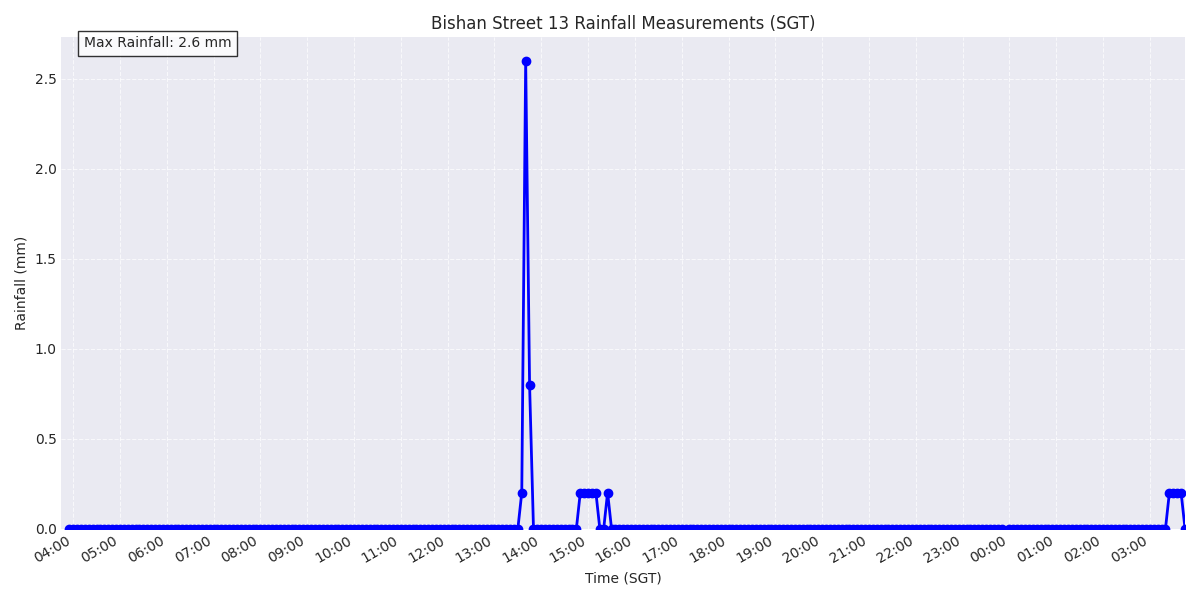 Bishan Street 13 Rainfall Measurements (SGT)
Max Rainfall: 2.6 mm
2.5
2.0
1.5
1.0
0.5
0.0
Rainfall (mm)
04:00 05:00 06:00 07:00 08:00 09:00 10:00 11:00 12:00 13:00 14:00 15:00 16:00 17:00 18:00 19:00 20:00 21:00 22:00 23:00 00:00 01:00 02:00 03:00
Time (SGT)